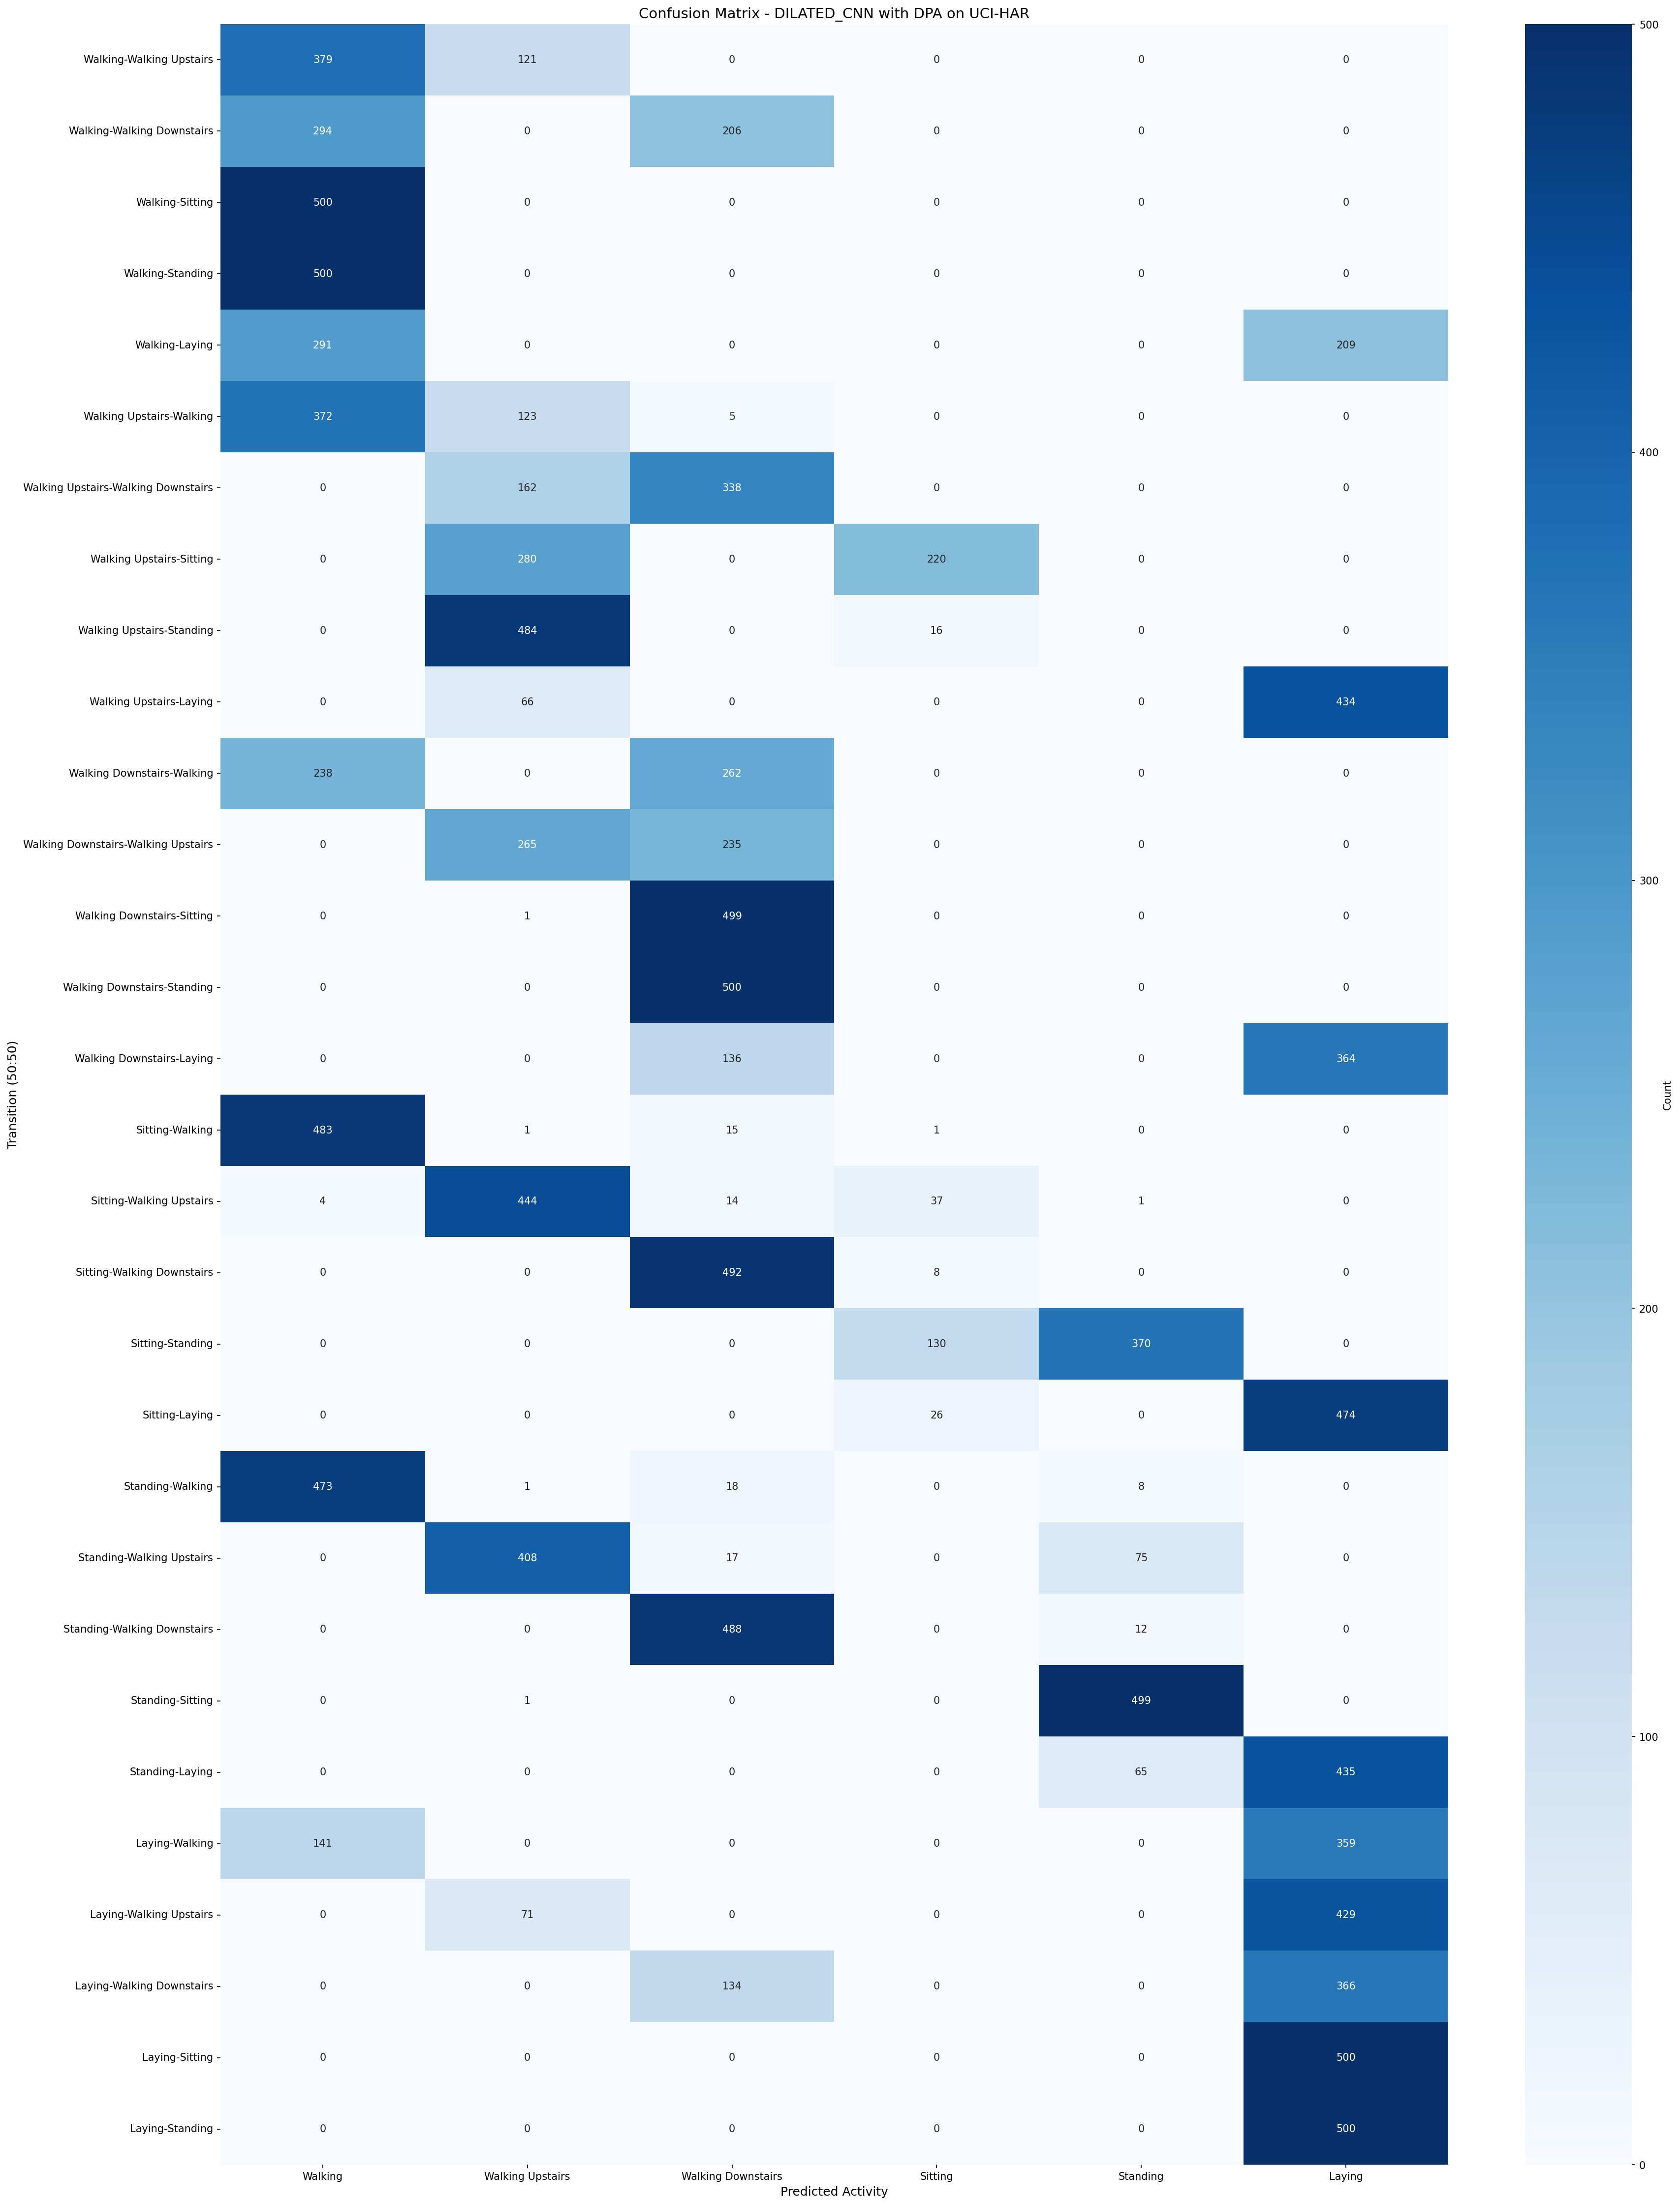 Confusion Matrix - DILATED_CNN with DPA on UCI-HAR
Walking-Walking Upstairs 379 121 0 0 0 0
Walking-Walking Downstairs 294 0 206 0 0 0
Walking-Sitting 500 0 0 0 0 0
Walking-Standing 500 0 0 0 0 0
Walking-Laying 291 0 0 0 0 209
Walking Upstairs-Walking 372 123 5 0 0 0
Walking Upstairs-Walking Downstairs 0 162 338 0 0 0
Walking Upstairs-Sitting 0 280 0 220 0 0
Walking Upstairs-Standing 0 484 0 16 0 0
Walking Upstairs-Laying 0 66 0 0 0 434
Walking Downstairs-Walking 238 0 262 0 0 0
Walking Downstairs-Walking Upstairs 0 265 235 0 0 0
Walking Downstairs-Sitting 0 1 499 0 0 0
Walking Downstairs-Standing 0 0 500 0 0 0
Walking Downstairs-Laying 0 0 136 0 0 364
Sitting-Walking 483 1 15 1 0 0
Sitting-Walking Upstairs 4 444 14 37 1 0
Sitting-Walking Downstairs 0 0 492 8 0 0
Sitting-Standing 0 0 0 130 370 0
Sitting-Laying 0 0 0 26 0 474
Standing-Walking 473 1 18 0 8 0
Standing-Walking Upstairs 0 408 17 0 75 0
Standing-Walking Downstairs 0 0 488 0 12 0
Standing-Sitting 0 1 0 0 499 0
Standing-Laying 0 0 0 0 65 435
Laying-Walking 141 0 0 0 0 359
Laying-Walking Upstairs 0 71 0 0 0 429
Laying-Walking Downstairs 0 0 134 0 0 366
Laying-Sitting 0 0 0 0 0 500
Laying-Standing 0 0 0 0 0 500
Walking Walking Upstairs Walking Downstairs Sitting Standing Laying
Predicted Activity
Transition (50:50)
500
400
300
200
100
0
Count